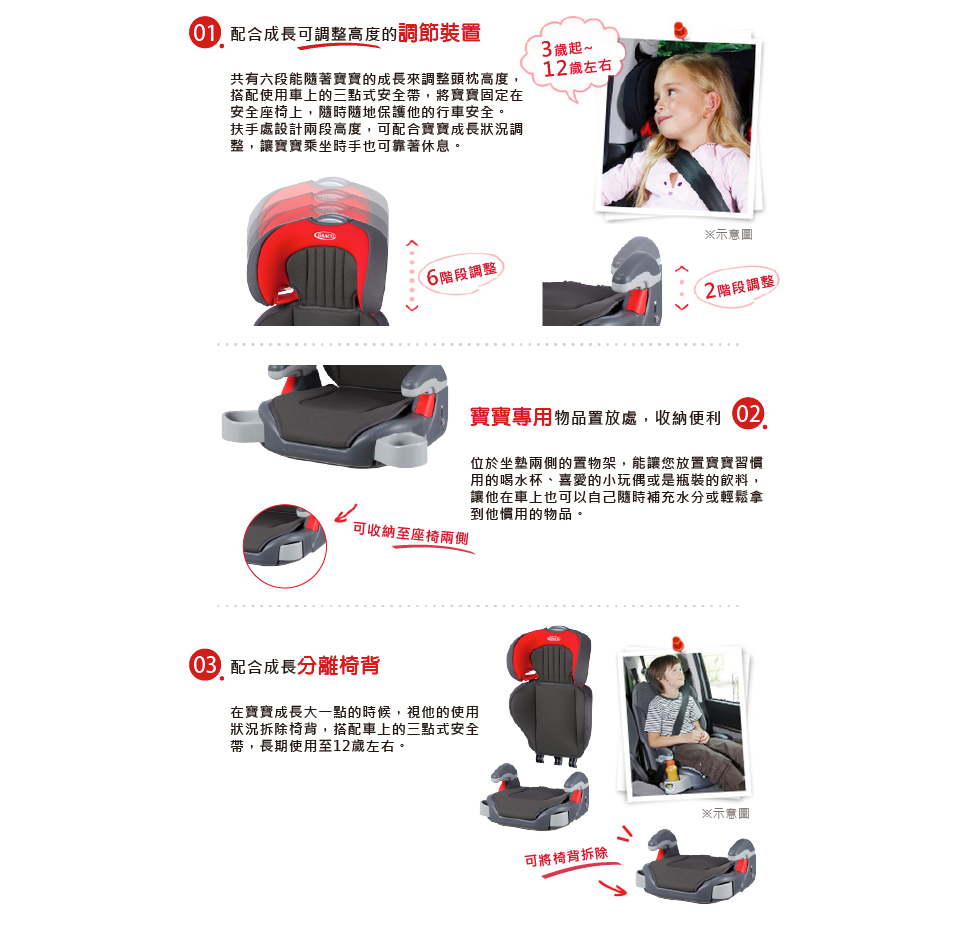 01. 配合成長可調整高度的調節裝置
3歲起~
12歲左右
共有六段能隨著寶寶的成長來調整頭枕高度，
搭配使用車上的三點式安全帶，將寶寶固定在
安全座椅上，隨時隨地保護他的行車安全。
扶手處設計兩段高度，可配合寶寶成長狀況調
整，讓寶寶乘坐時手也可靠著休息。
※示意圖
GRACO
6階段調整
2階段調整
寶寶專用物品置放處，收納便利 02.
位於坐墊兩側的置物架，能讓您放置寶寶習慣
用的喝水杯、喜愛的小玩偶或是瓶裝的飲料，
讓他在車上也可以自己隨時補充水分或輕鬆拿
到他慣用的物品。
可收納至座椅兩側
03. 配合成長分離椅背
在寶寶成長大一點的時候，視他的使用
狀況拆除椅背，搭配車上的三點式安全
帶，長期使用至12歲左右。
※示意圖
可將椅背拆除